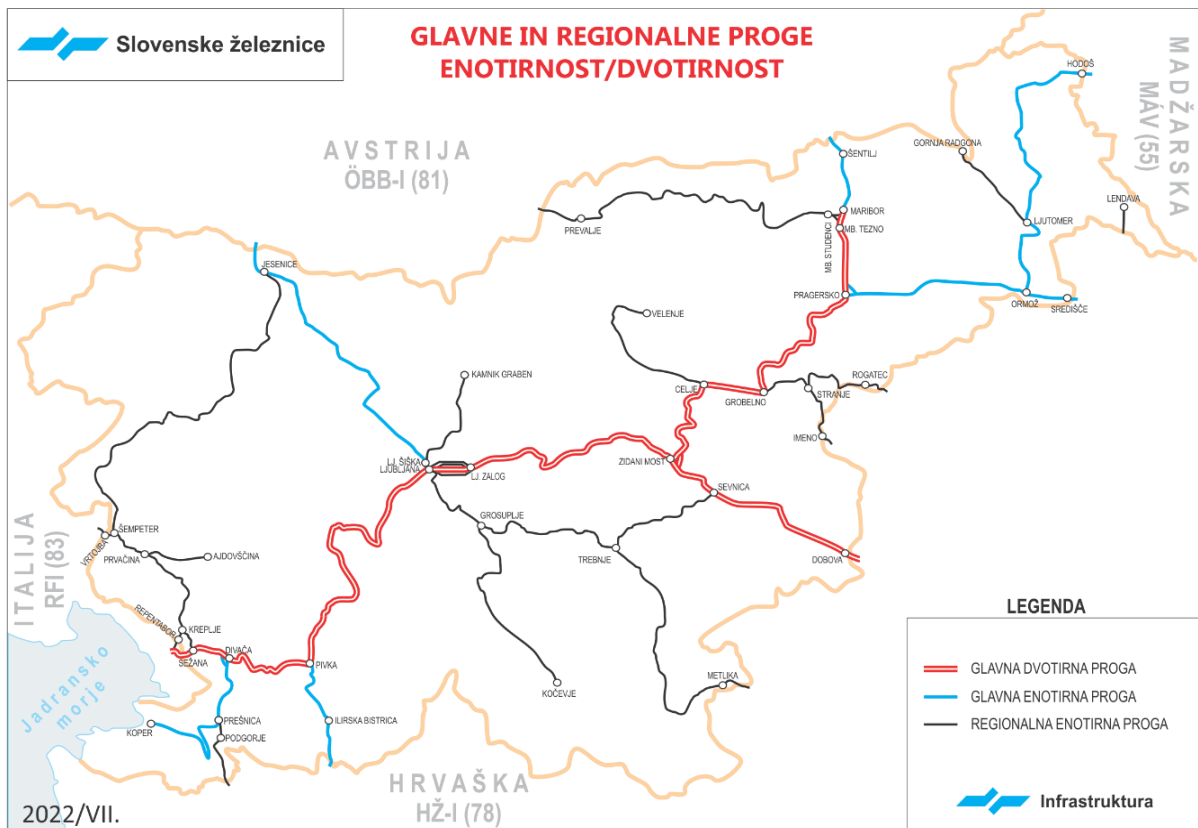 Slovenske železnice
GLAVNE IN REGIONALNE PROGE
ENOTIRNOST/DVOTIRNOST
AVSTRIJA
ÖBB-I (81)
MADŽARSKA
MÁV (55)
HODOŠ
ŠENTILJ
GORNJA RADGONA
LENDAVA
MARIBOR
LJUTOMER
PREVALJE
MB. STUDENCI
MB. TEZNO
JESENICE
PRAGERSKO
ORMOŽ
SREDIŠČE
VELENJE
KAMNIK GRABEN
CELJE
ROGATEC
GROBELNO
STRANJE
IMENO
LJ. ŠIŠKA
LJUBLJANA
LJ. ZALOG
ZIDANI MOST
SEVNICA
GROSUPLJE
TREBNJE
DOBOVA
ITALIJA
RFI (83)
ŠEMPETER
VRTOJBA
PRVAČINA
AJDOVŠČINA
REPENTABOR
KREPLJE
SEŽANA
DIVAČA
PIVKA
KOČEVJE
METLIKA
Jadransko
morje
KOPER
PREŠNICA
PODGORJE
ILIRSKA BISTRICA
HRVAŠKA
HŽ-I (78)
LEGENDA
GLAVNA DVOTIRNA PROGA
GLAVNA ENOTIRNA PROGA
REGIONALNA ENOTIRNA PROGA
Infrastruktura
2022/VII.